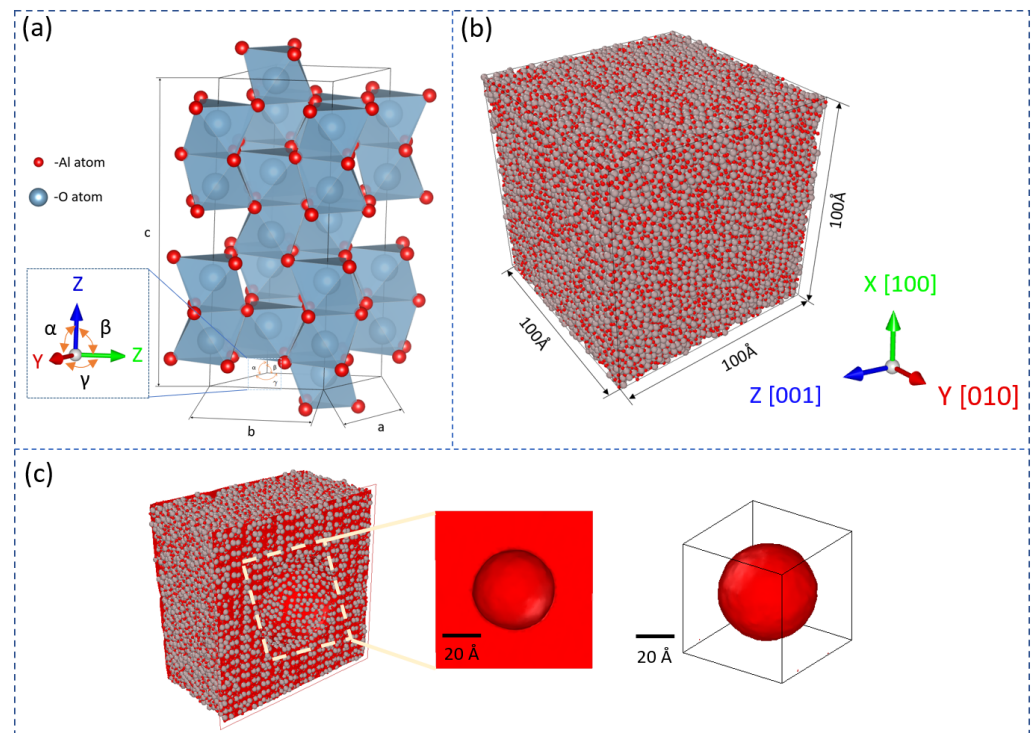 (a)
-Al atom
-O atom
c
Z
α
β
Y
Z
γ
α
β
γ
b
a
(b)
100Å
100Å
100Å
X [100]
Z [001]
Y [010]
(c)
20 Å
20 Å